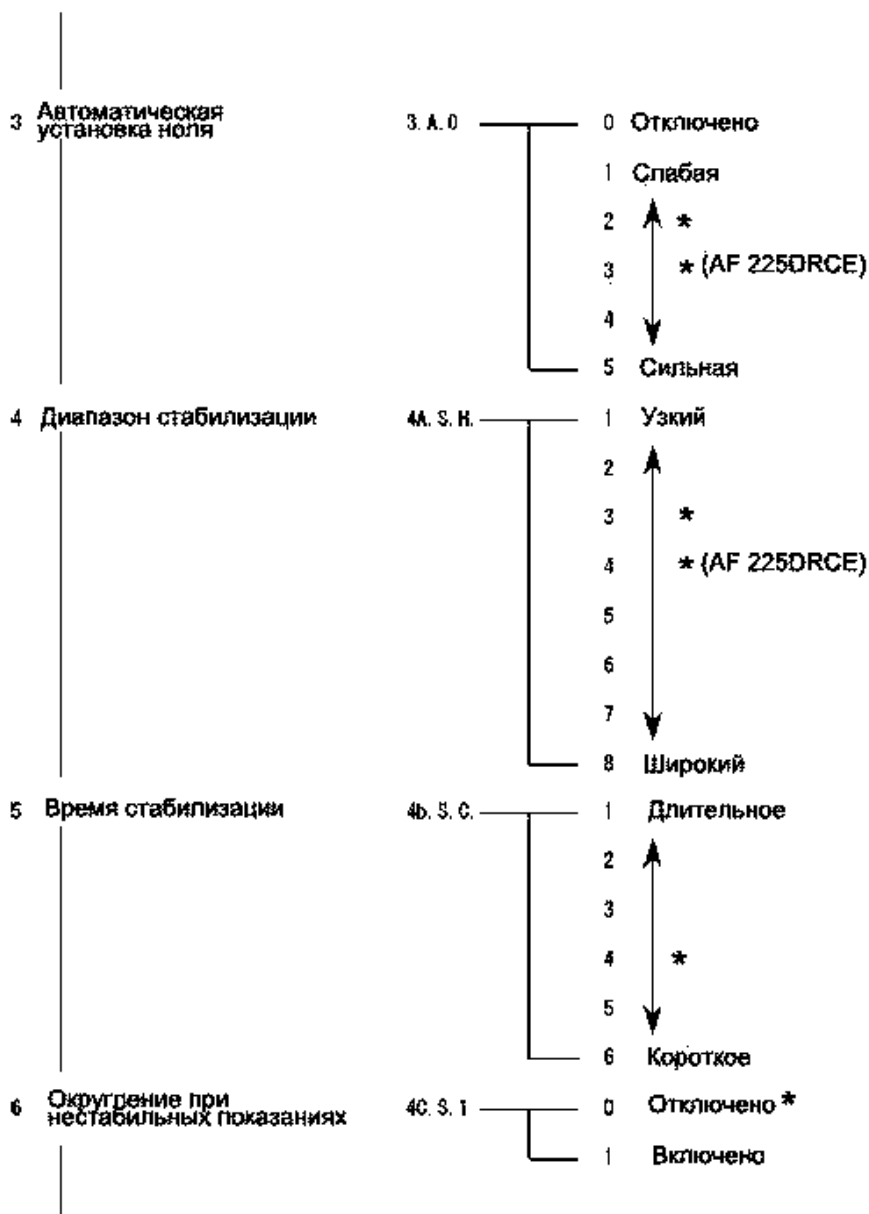 3 Автоматическая
установка ноля 3. A. 0 0 Отключено
1 Слабая
2 *
3 * (AF 225DRCE)
4
5 Сильная
4 Диапазон стабилизации 4A. S. H. 1 Узкий
2
3 *
4 * (AF 225DRCE)
5
6
7
8 Широкий
5 Время стабилизации 4b. S. C. 1 Длительное
2
3
4 *
5
6 Короткое
6 Округрение при
нестабильных показаниях 4C. S. 1 0 Отключено *
1 Включено